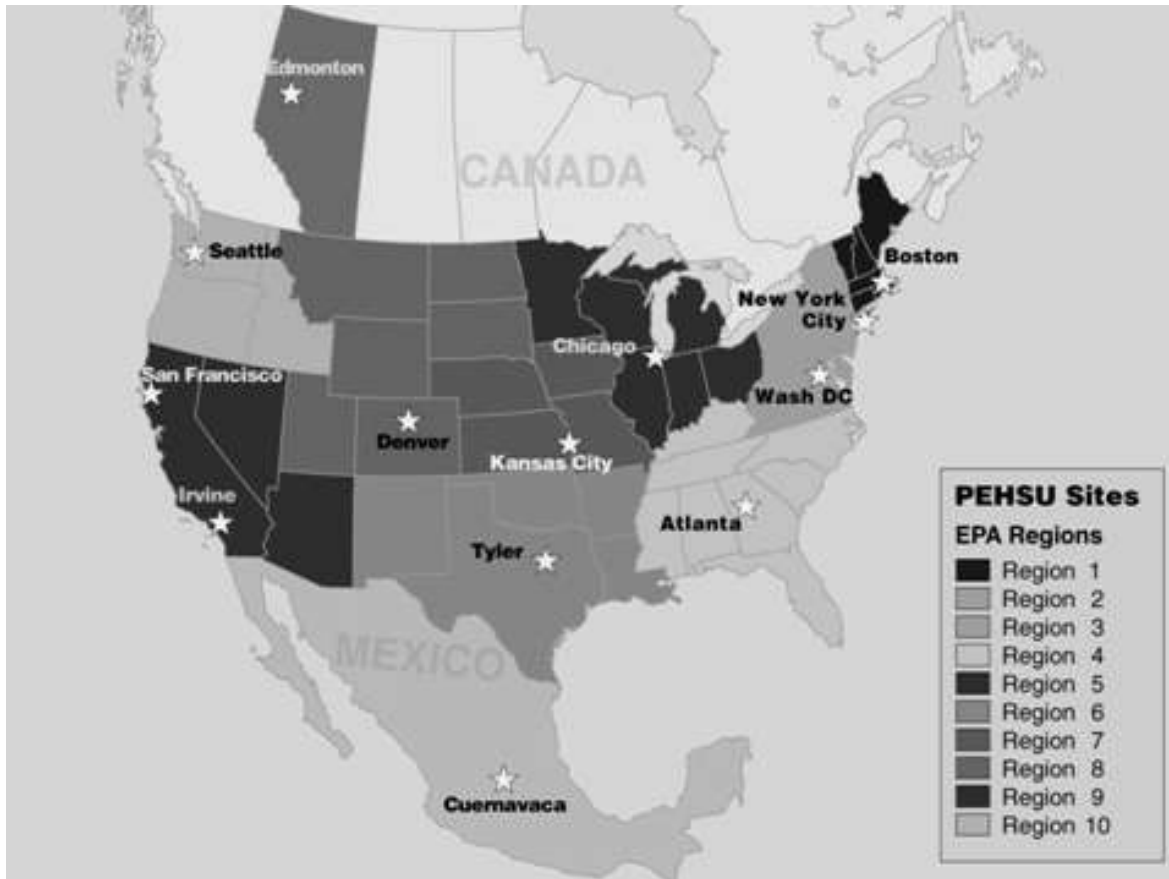 Edmonton
CANADA
Seattle
Boston
New York
City
Chicago
San Francisco
Wash DC
Denver
Kansas City
Irvine
Atlanta
Tyler
MEXICO
Cuernavaca
PEHSU Sites
EPA Regions
Region 1
Region 2
Region 3
Region 4
Region 5
Region 6
Region 7
Region 8
Region 9
Region 10